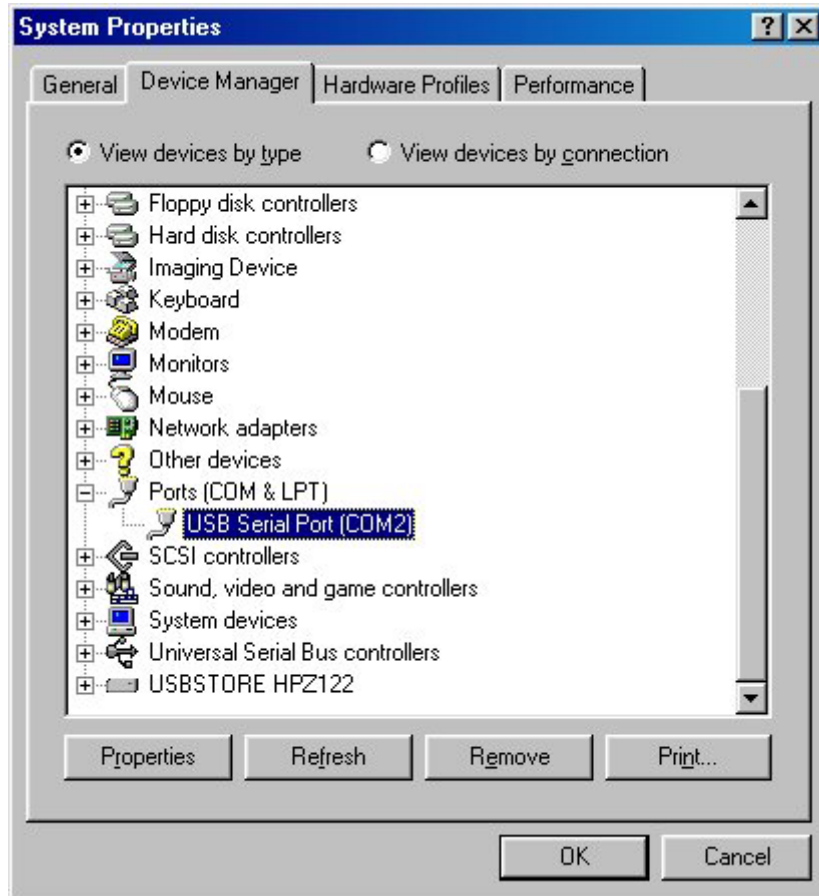 System Properties
General Device Manager Hardware Profiles Performance
View devices by type View devices by connection
Floppy disk controllers
Hard disk controllers
Imaging Device
Keyboard
Modem
Monitors
Mouse
Network adapters
Other devices
Ports (COM & LPT)
USB Serial Port (COM2)
SCSI controllers
Sound, video and game controllers
System devices
Universal Serial Bus controllers
USBSTORE HPZ122
Properties Refresh Remove Print...
OK Cancel